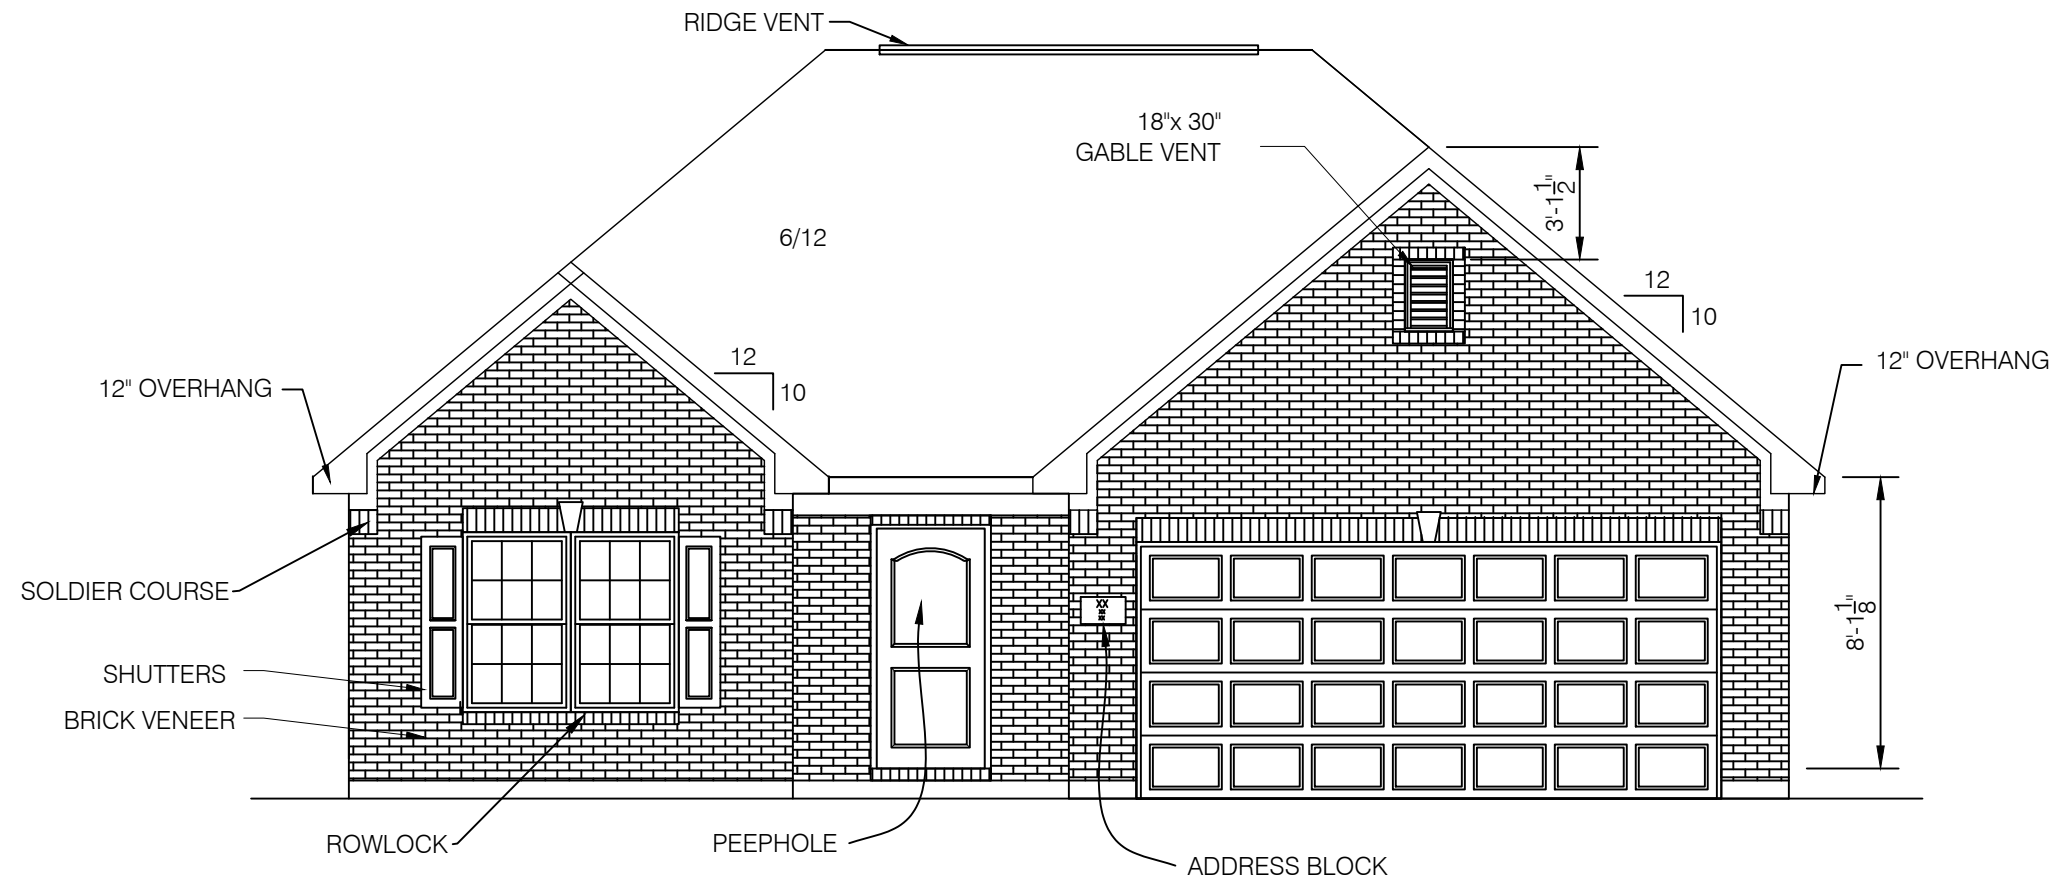 RIDGE VENT
18"x 30"
GABLE VENT
3'-1 1/2"
6/12
12
10
12
10
12" OVERHANG
12" OVERHANG
SOLDIER COURSE
XX
8'-1 1/8"
SHUTTERS
BRICK VENEER
ROWLOCK
PEEPHOLE
ADDRESS BLOCK